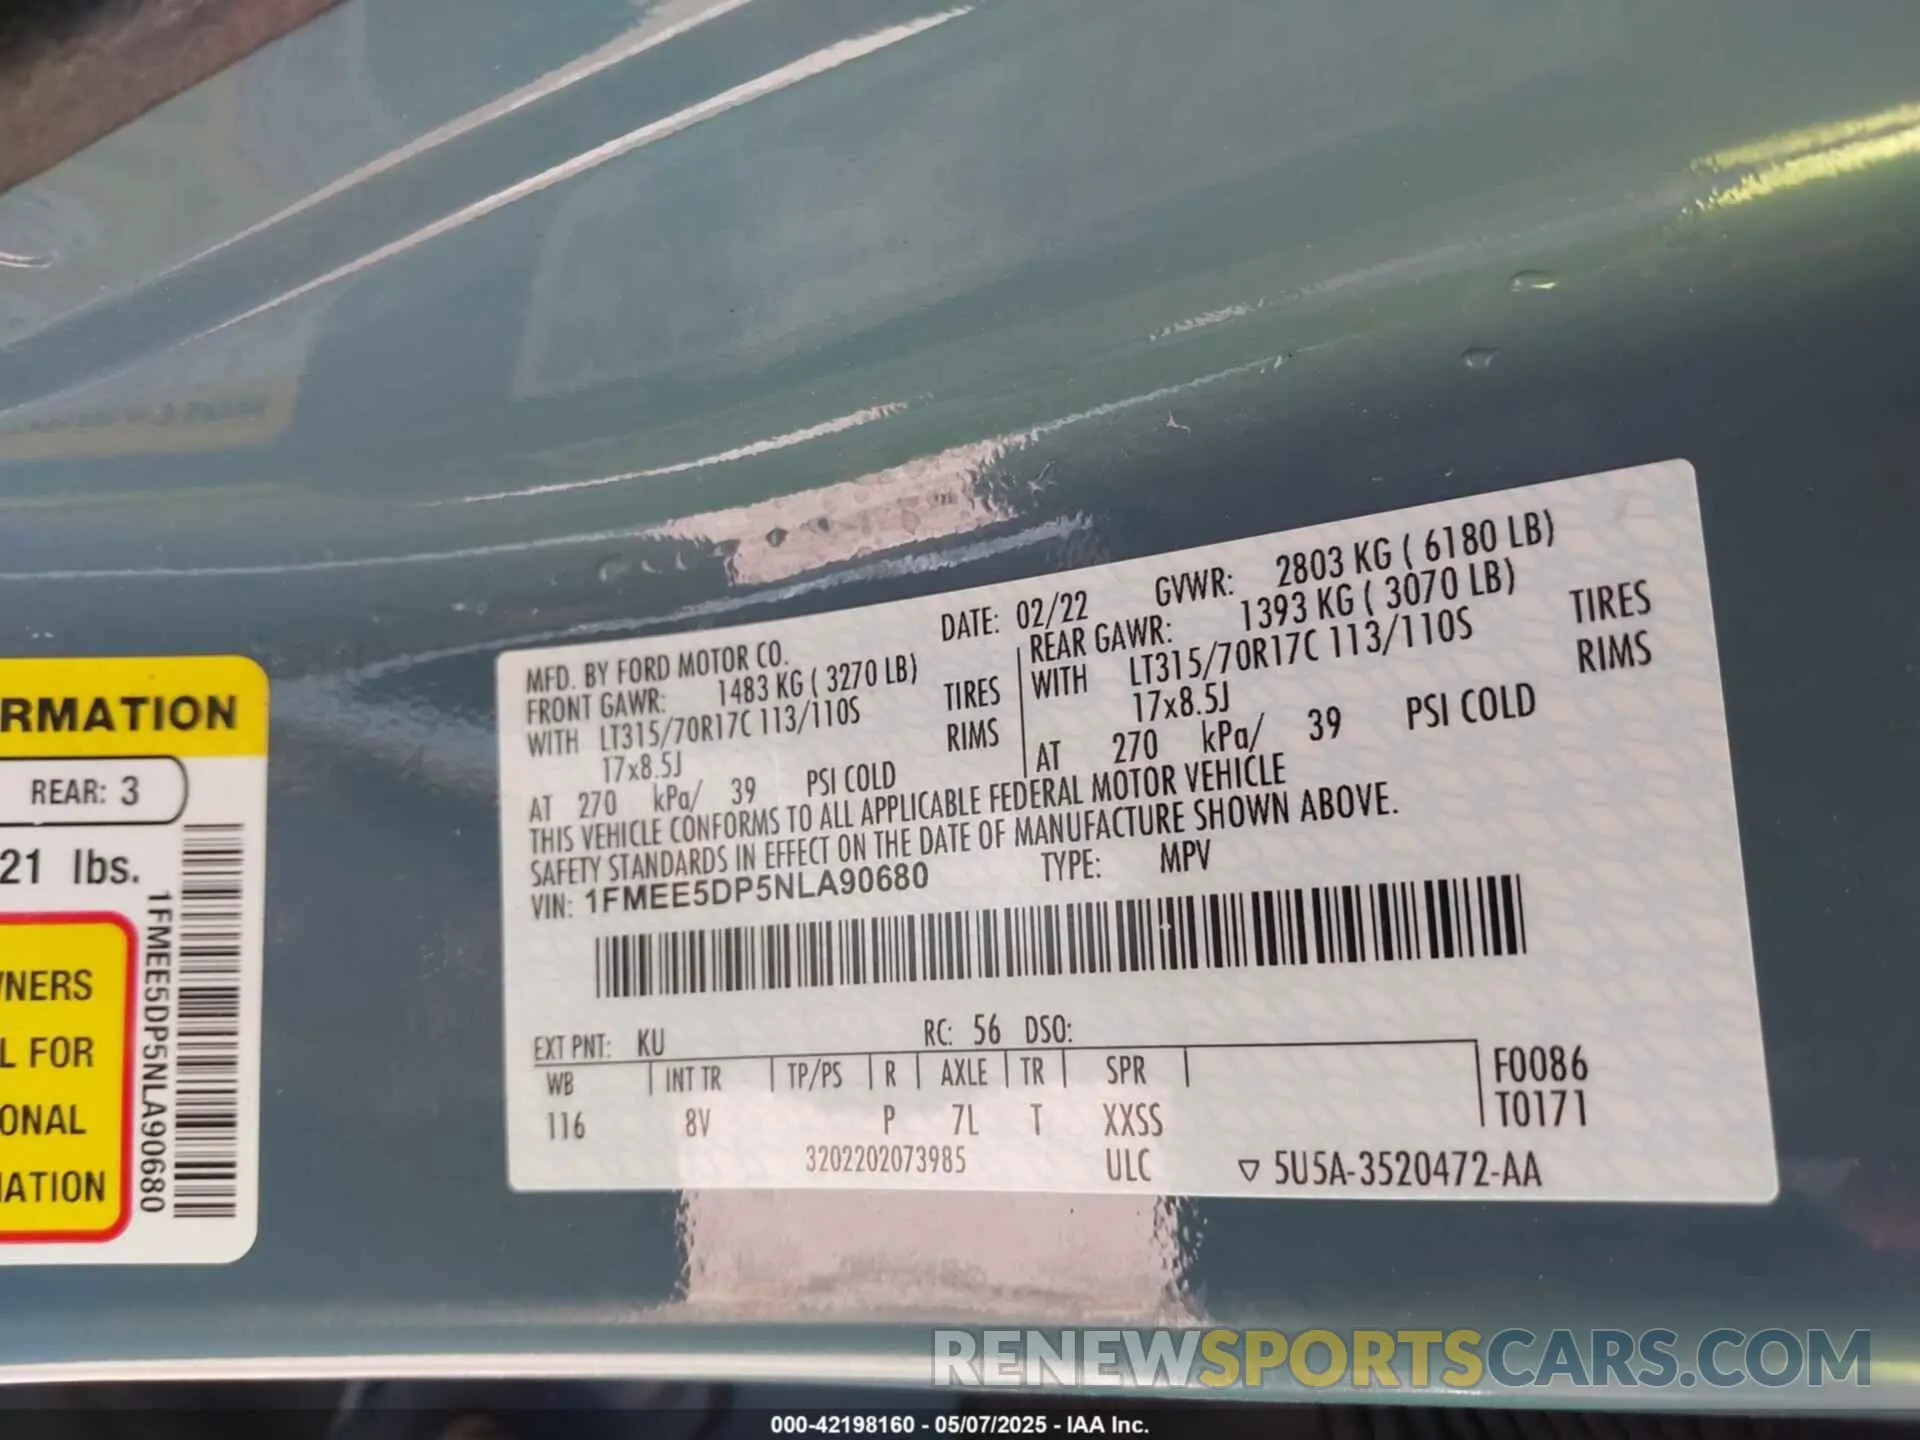 RMATION
REAR: 3
21 lbs.
WNERS
L FOR
ONAL
MATION
1FMEE5DP5NLA90680
MFD. BY FORD MOTOR CO.
DATE: 02/22 GVWR: 2803 KG ( 6180 LB)
FRONT GAWR: 1483 KG ( 3270 LB)
WITH LT315/70R17C 113/110S TIRES
17x8.5J RIMS
AT 270 kPa/ 39 PSI COLD
REAR GAWR: 1393 KG ( 3070 LB)
WITH LT315/70R17C 113/110S TIRES
17x8.5J RIMS
AT 270 kPa/ 39 PSI COLD
THIS VEHICLE CONFORMS TO ALL APPLICABLE FEDERAL MOTOR VEHICLE
SAFETY STANDARDS IN EFFECT ON THE DATE OF MANUFACTURE SHOWN ABOVE.
VIN: 1FMEE5DP5NLA90680 TYPE: MPV
EXT PNT: KU RC: 56 DSO:
WB INT TR TP/PS R AXLE TR SPR
F0086
116 8V P 7L T XXSS
T0171
3202202073985 ULC ▽ 5U5A-3520472-AA
RENEWSPORTSCARS.COM
000-42198160 - 05/07/2025 - IAA Inc.